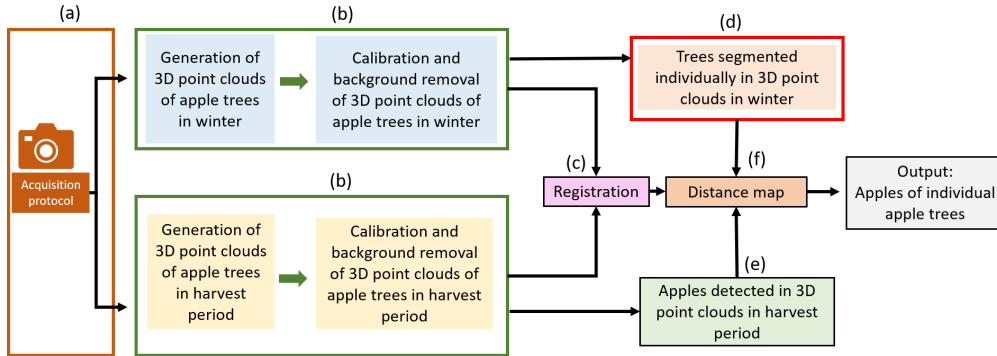 (a)
(b)
(d)
Generation of
3D point clouds
of apple trees
in winter
Calibration and
background removal
of 3D point clouds of
apple trees in winter
Trees segmented
individually in 3D point
clouds in winter
Acquisition
protocol
(c)
(f)
Registration
Distance map
Output:
Apples of individual
apple trees
(b)
Generation of
3D point clouds
of apple trees
in harvest
period
Calibration and
background removal
of 3D point clouds of
apple trees in harvest
period
(e)
Apples detected in 3D
point clouds in harvest
period